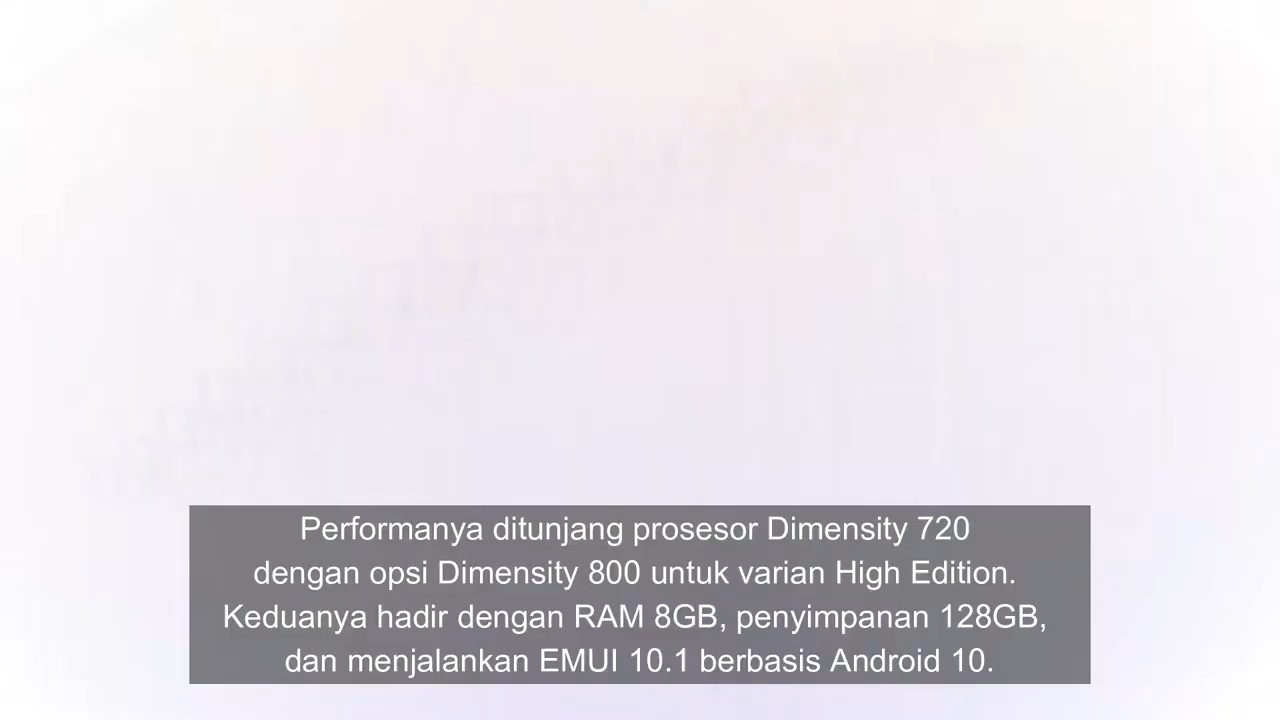 Performanya ditunjang prosesor Dimensity 720
dengan opsi Dimensity 800 untuk varian High Edition.
Keduanya hadir dengan RAM 8GB, penyimpanan 128GB,
dan menjalankan EMUI 10.1 berbasis Android 10.